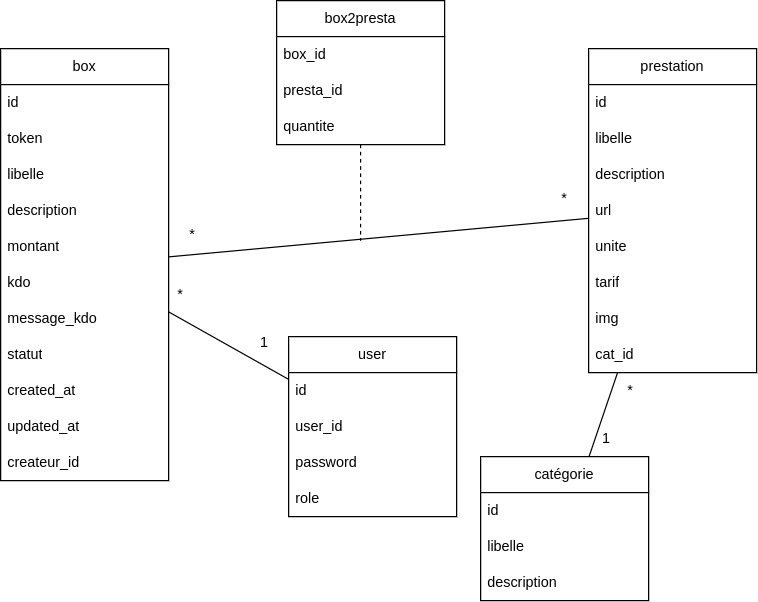 box2presta
box_id
presta_id
quantite
box
id
token
libelle
description
montant
kdo
message_kdo
statut
created_at
updated_at
createur_id
prestation
id
libelle
description
url
unite
tarif
img
cat_id
*
*
*
1
user
id
user_id
password
role
*
1
catégorie
id
libelle
description